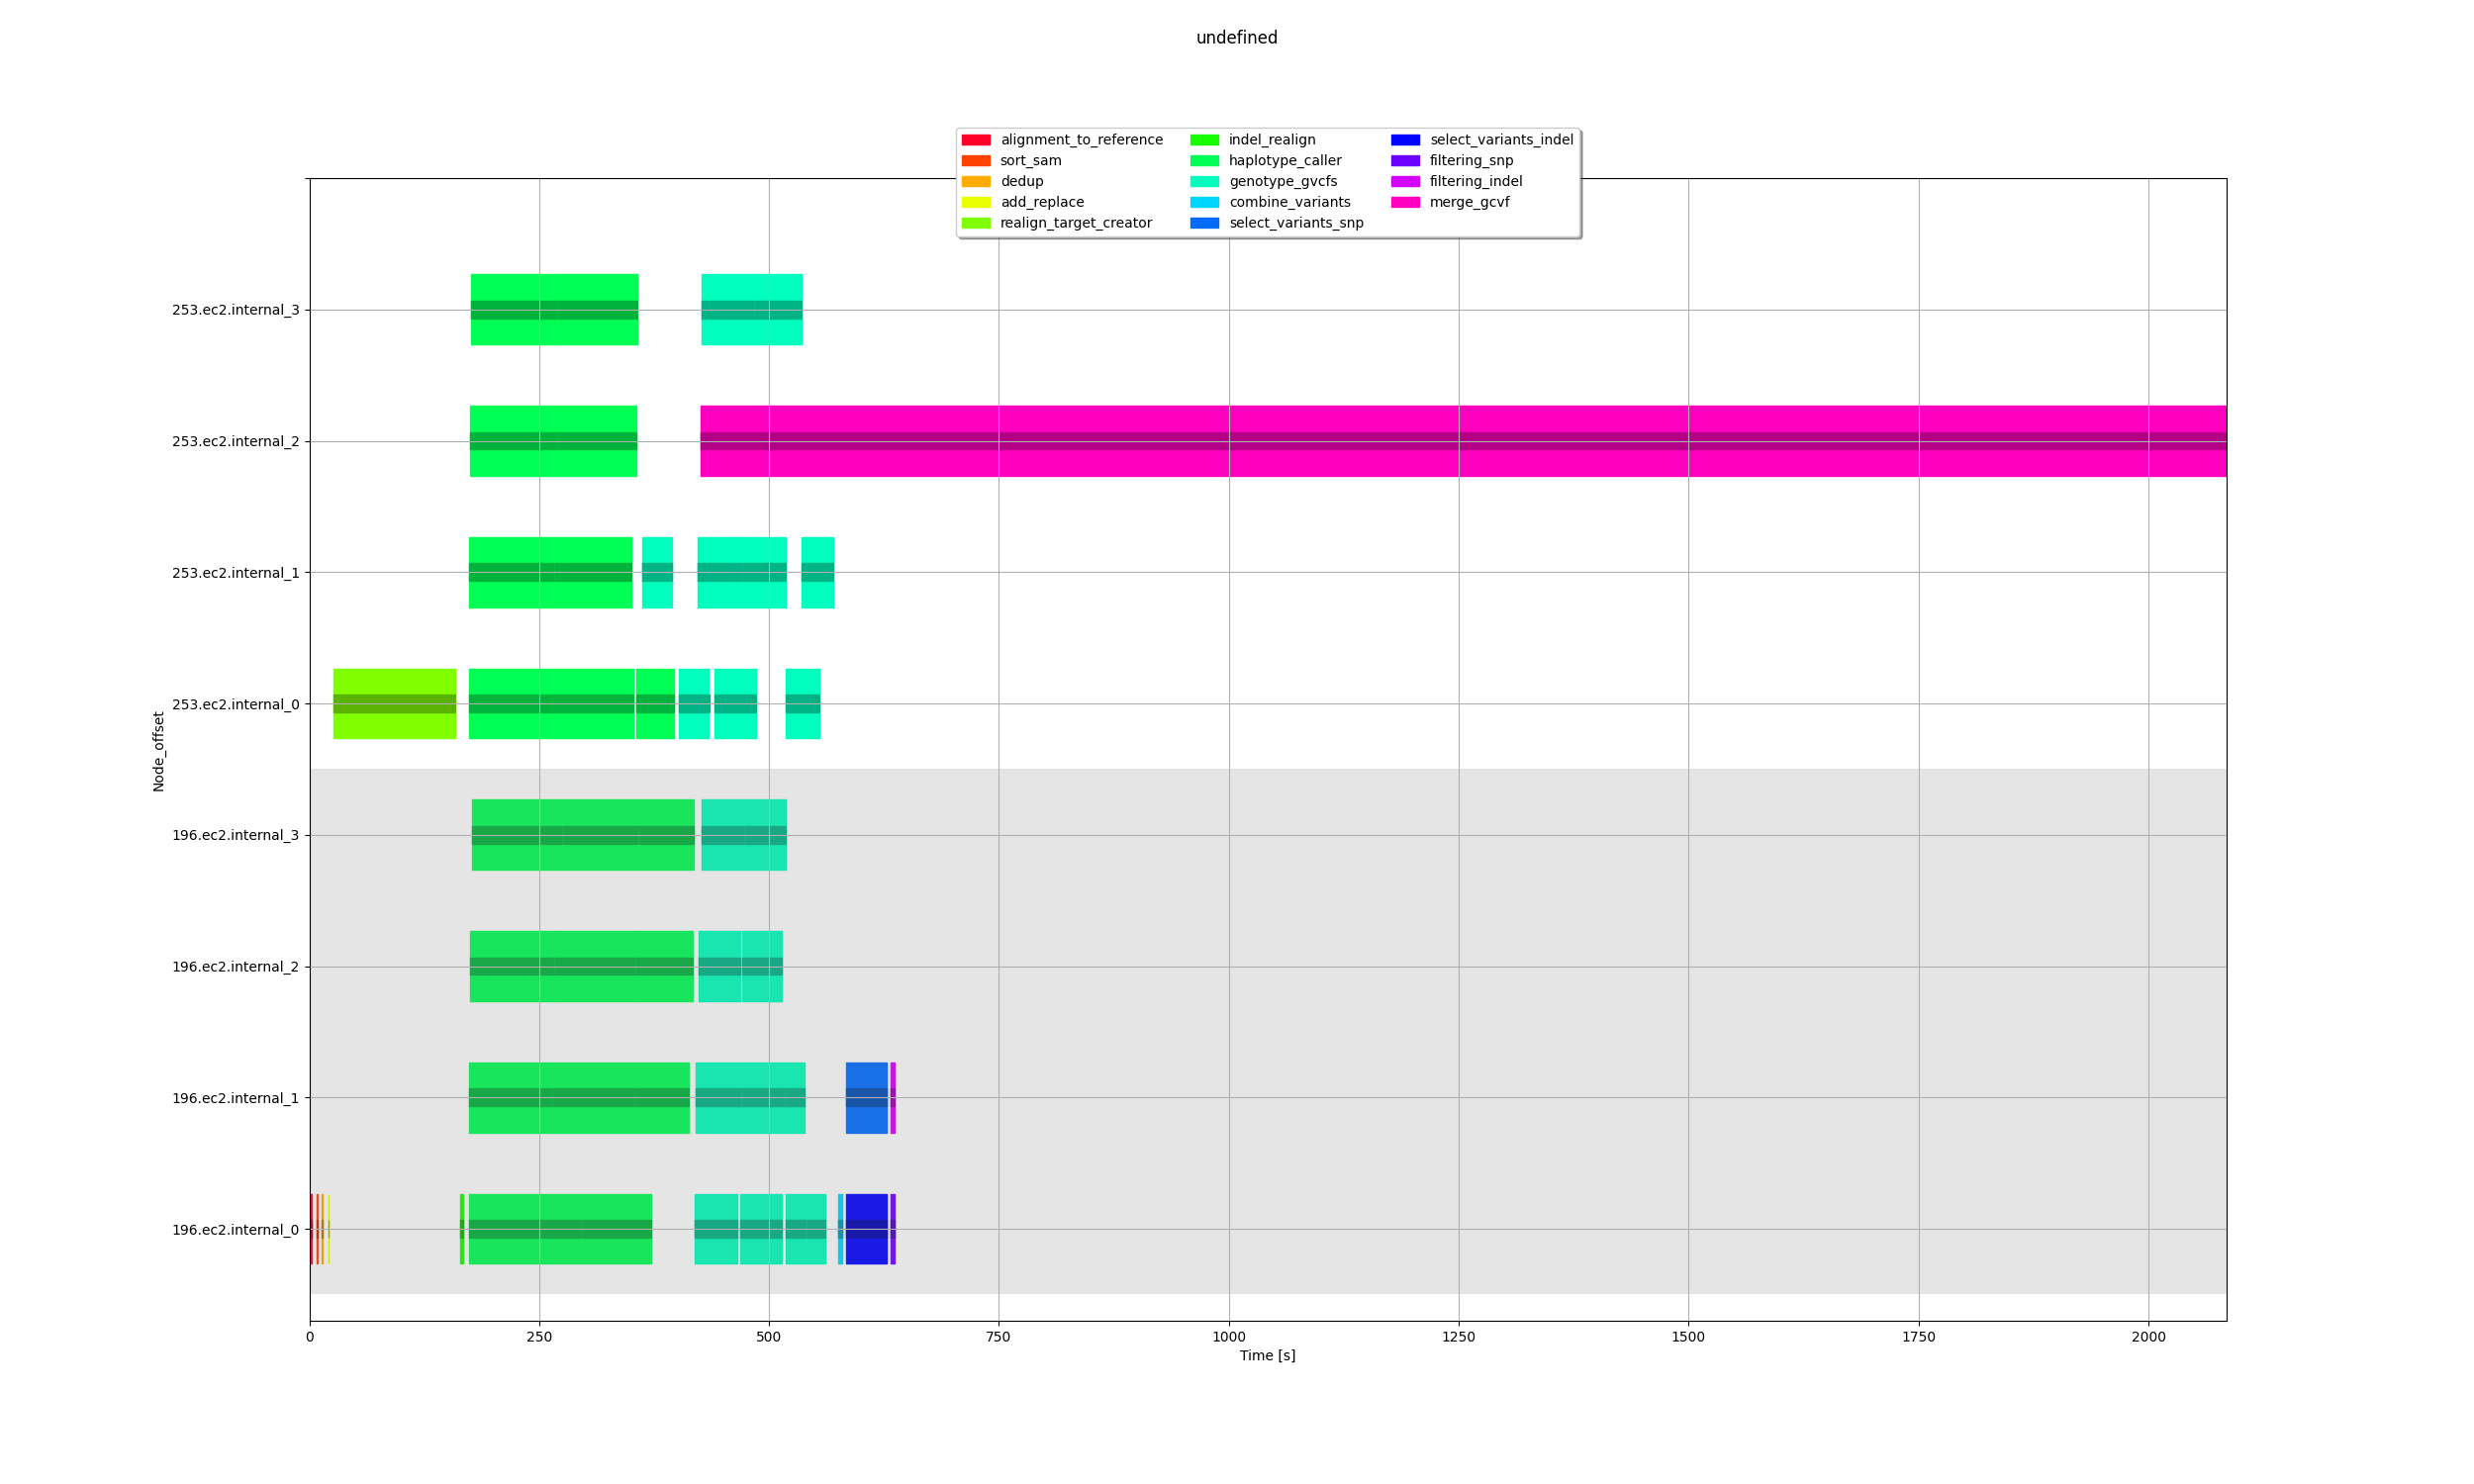 undefined
alignment_to_reference
sort_sam
dedup
add_replace
realign_target_creator
indel_realign
haplotype_caller
genotype_gvcfs
combine_variants
select_variants_snp
select_variants_indel
filtering_snp
filtering_indel
merge_gcvf
253.ec2.internal_3
253.ec2.internal_2
253.ec2.internal_1
253.ec2.internal_0
196.ec2.internal_3
196.ec2.internal_2
196.ec2.internal_1
196.ec2.internal_0
Node_offset
0 250 500 750 1000 1250 1500 1750 2000
Time [s]